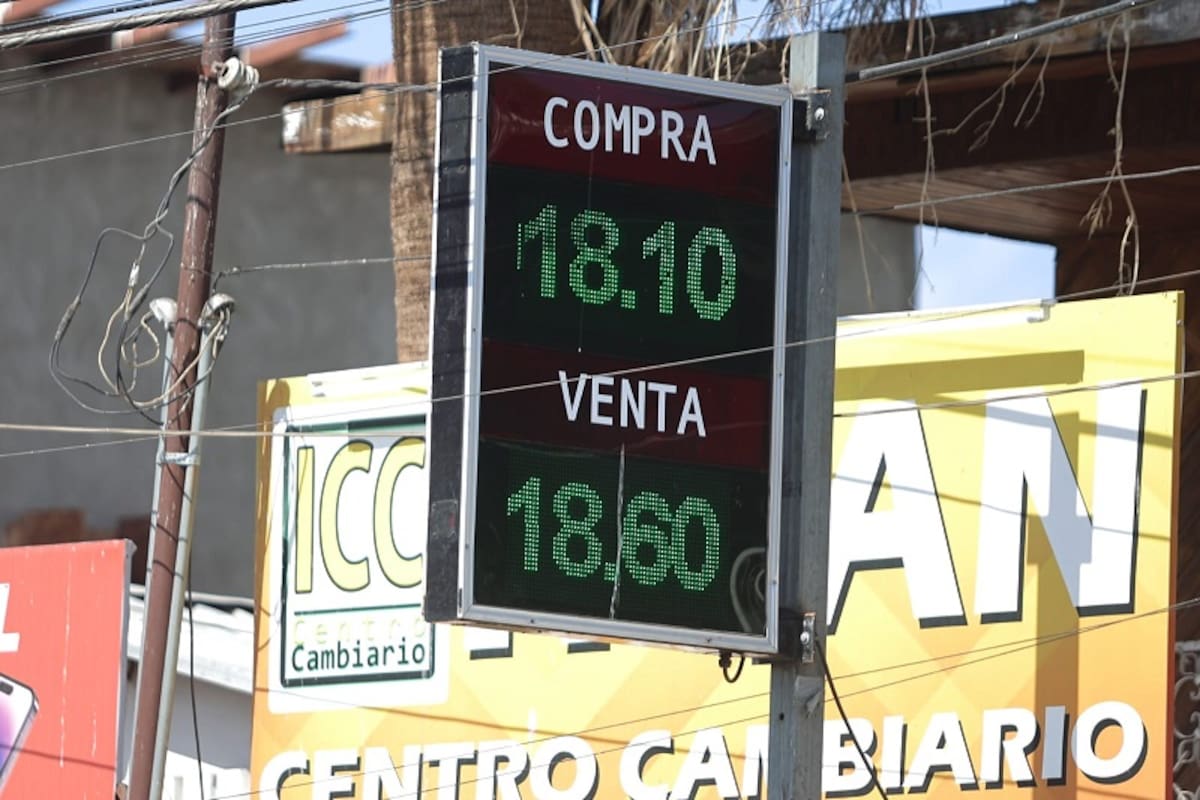 COMPRA
18.10
VENTA
18.60
ICC
Centro
Cambiario
AN
CENTRO CAMBIARIO